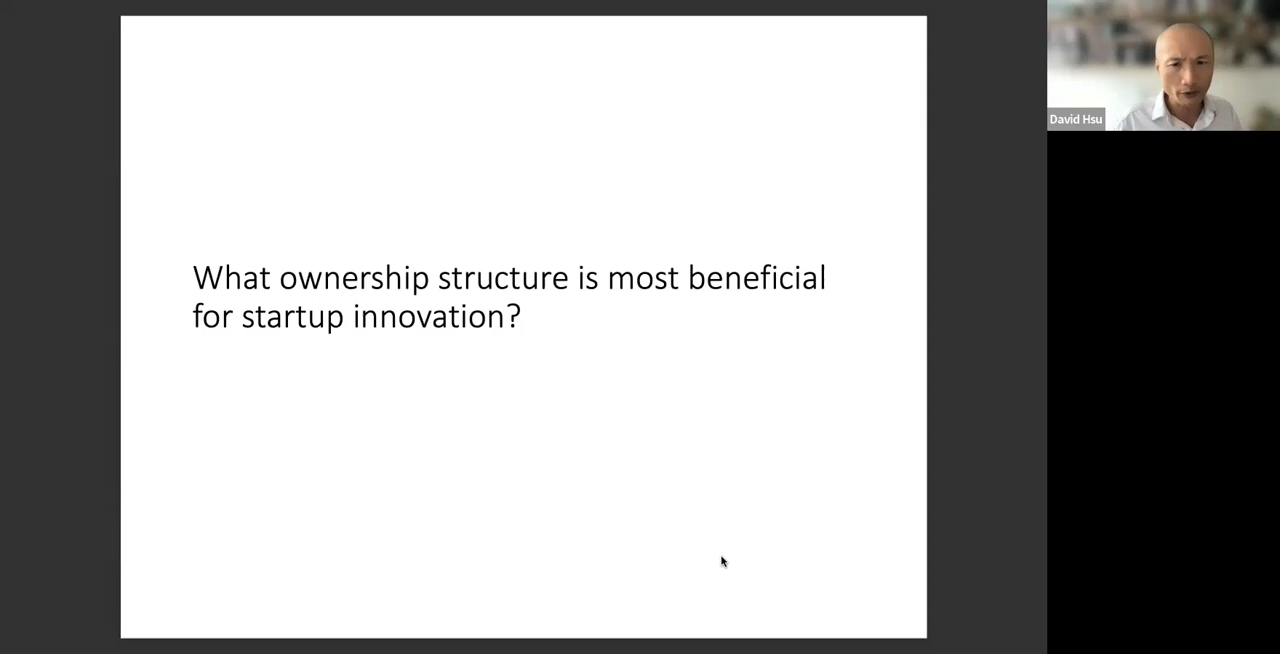 What ownership structure is most beneficial
for startup innovation?
David Hsu